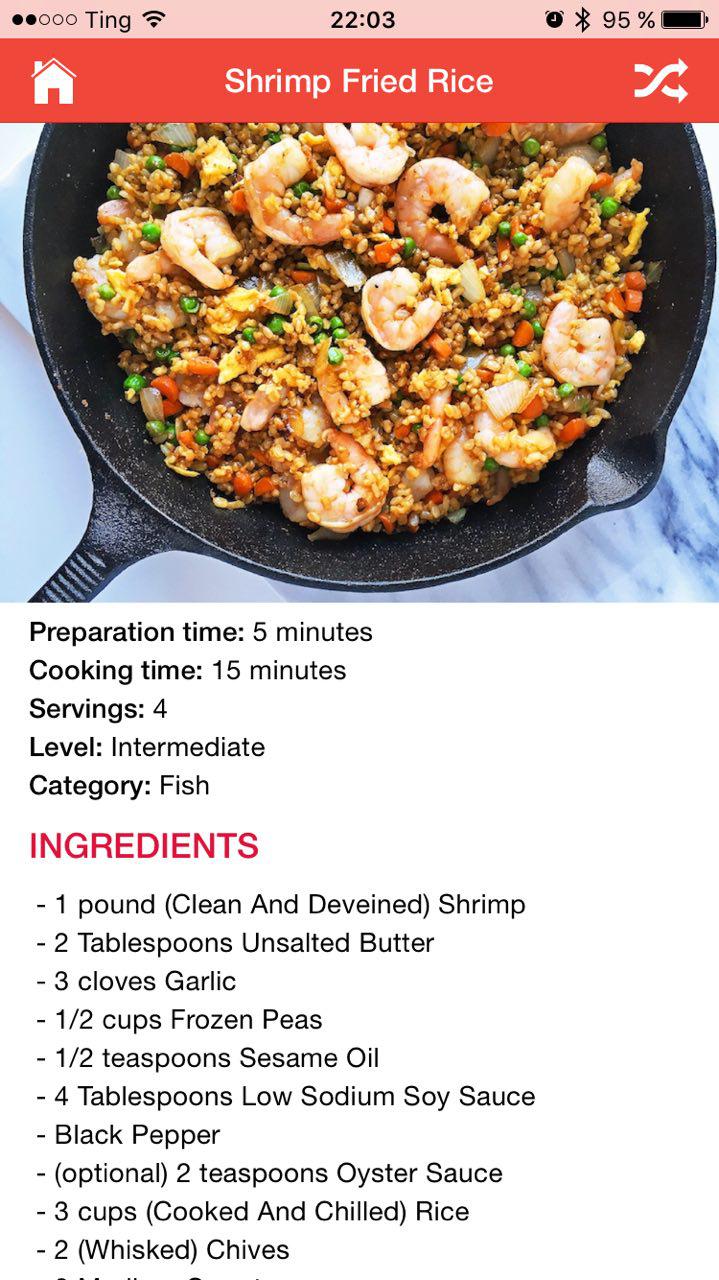 Ting
22:03
95 %
Shrimp Fried Rice
Preparation time: 5 minutes
Cooking time: 15 minutes
Servings: 4
Level: Intermediate
Category: Fish
INGREDIENTS
- 1 pound (Clean And Deveined) Shrimp
- 2 Tablespoons Unsalted Butter
- 3 cloves Garlic
- 1/2 cups Frozen Peas
- 1/2 teaspoons Sesame Oil
- 4 Tablespoons Low Sodium Soy Sauce
- Black Pepper
- (optional) 2 teaspoons Oyster Sauce
- 3 cups (Cooked And Chilled) Rice
- 2 (Whisked) Chives